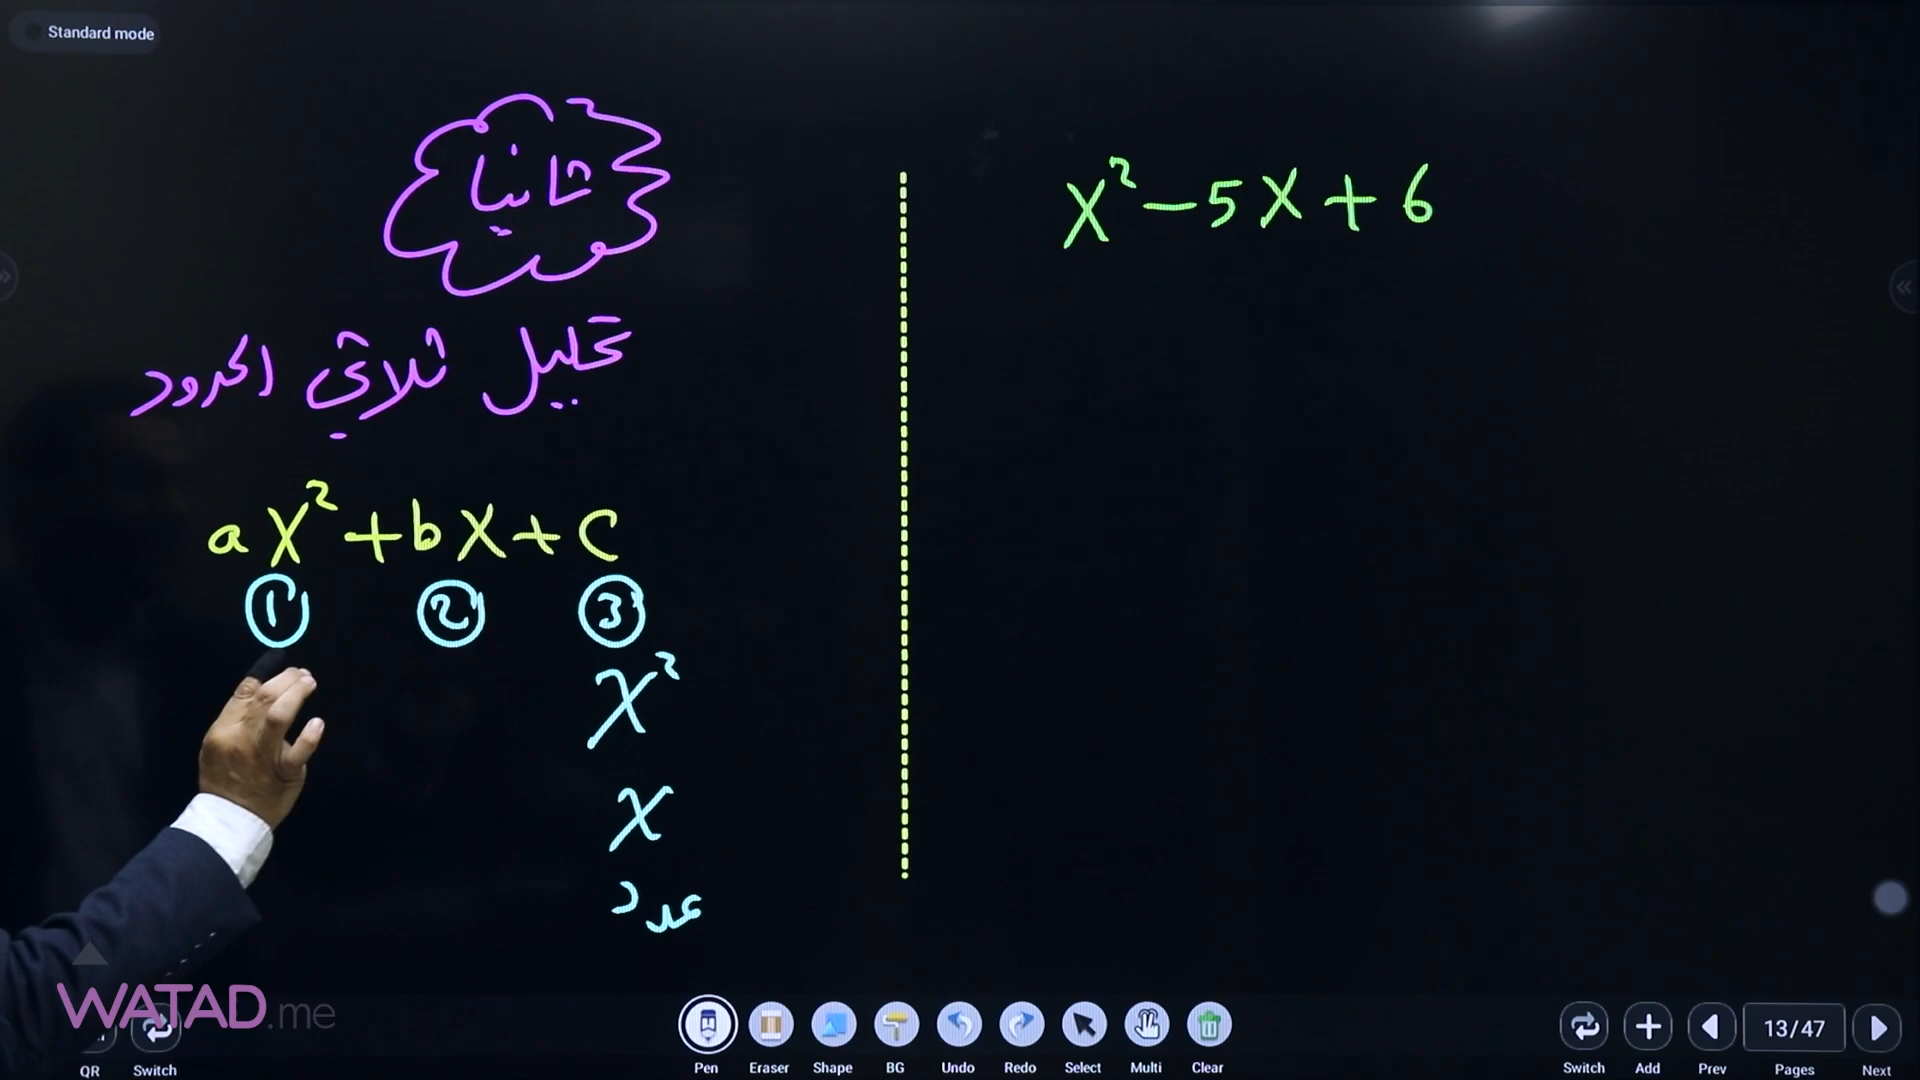 Standard mode
ثانيا
تحليل ثلاثي الحدود
ax² + bx + c
1 2 3
x²
x
عدد
x² - 5x + 6
WATAD.me
QR Switch Pen Eraser Shape BG Undo Redo Select Multi Clear Switch Add Prev 13/47 Pages Next